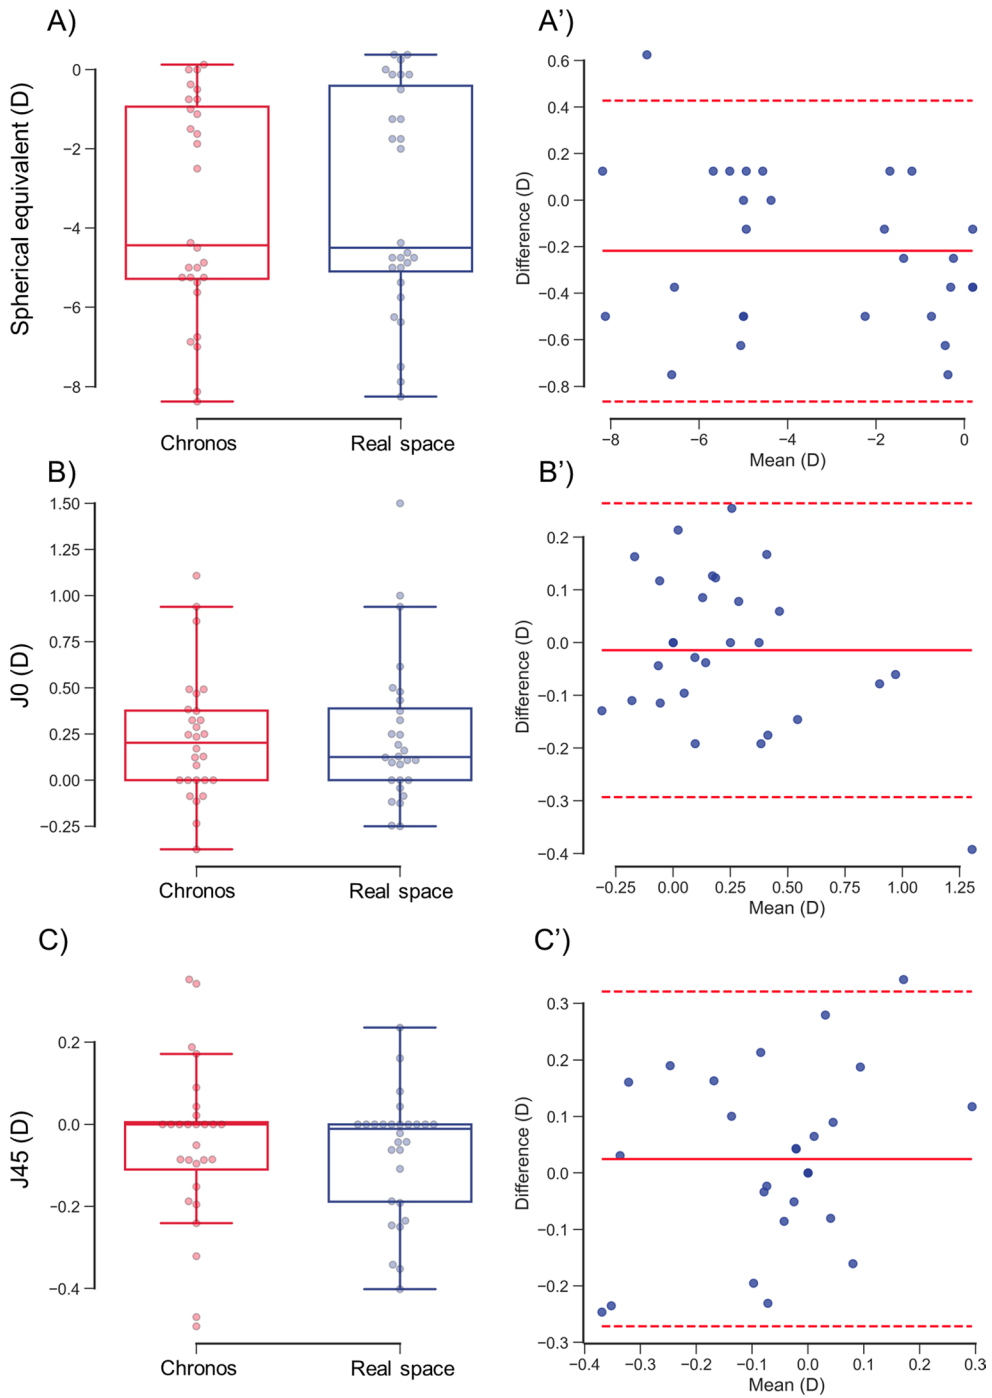 A)
Spherical equivalent (D)
0
−2
−4
−6
−8
Chronos Real space
A')
Difference (D)
0.6
0.4
0.2
0.0
−0.2
−0.4
−0.6
−0.8
−8 −6 −4 −2 0
Mean (D)
B)
J0 (D)
1.50
1.25
1.00
0.75
0.50
0.25
0.00
−0.25
Chronos Real space
B')
Difference (D)
0.2
0.1
0.0
−0.1
−0.2
−0.3
−0.4
−0.25 0.00 0.25 0.50 0.75 1.00 1.25
Mean (D)
C)
J45 (D)
0.2
0.0
−0.2
−0.4
Chronos Real space
C')
Difference (D)
0.3
0.2
0.1
0.0
−0.1
−0.2
−0.3
−0.4 −0.3 −0.2 −0.1 0.0 0.1 0.2 0.3
Mean (D)